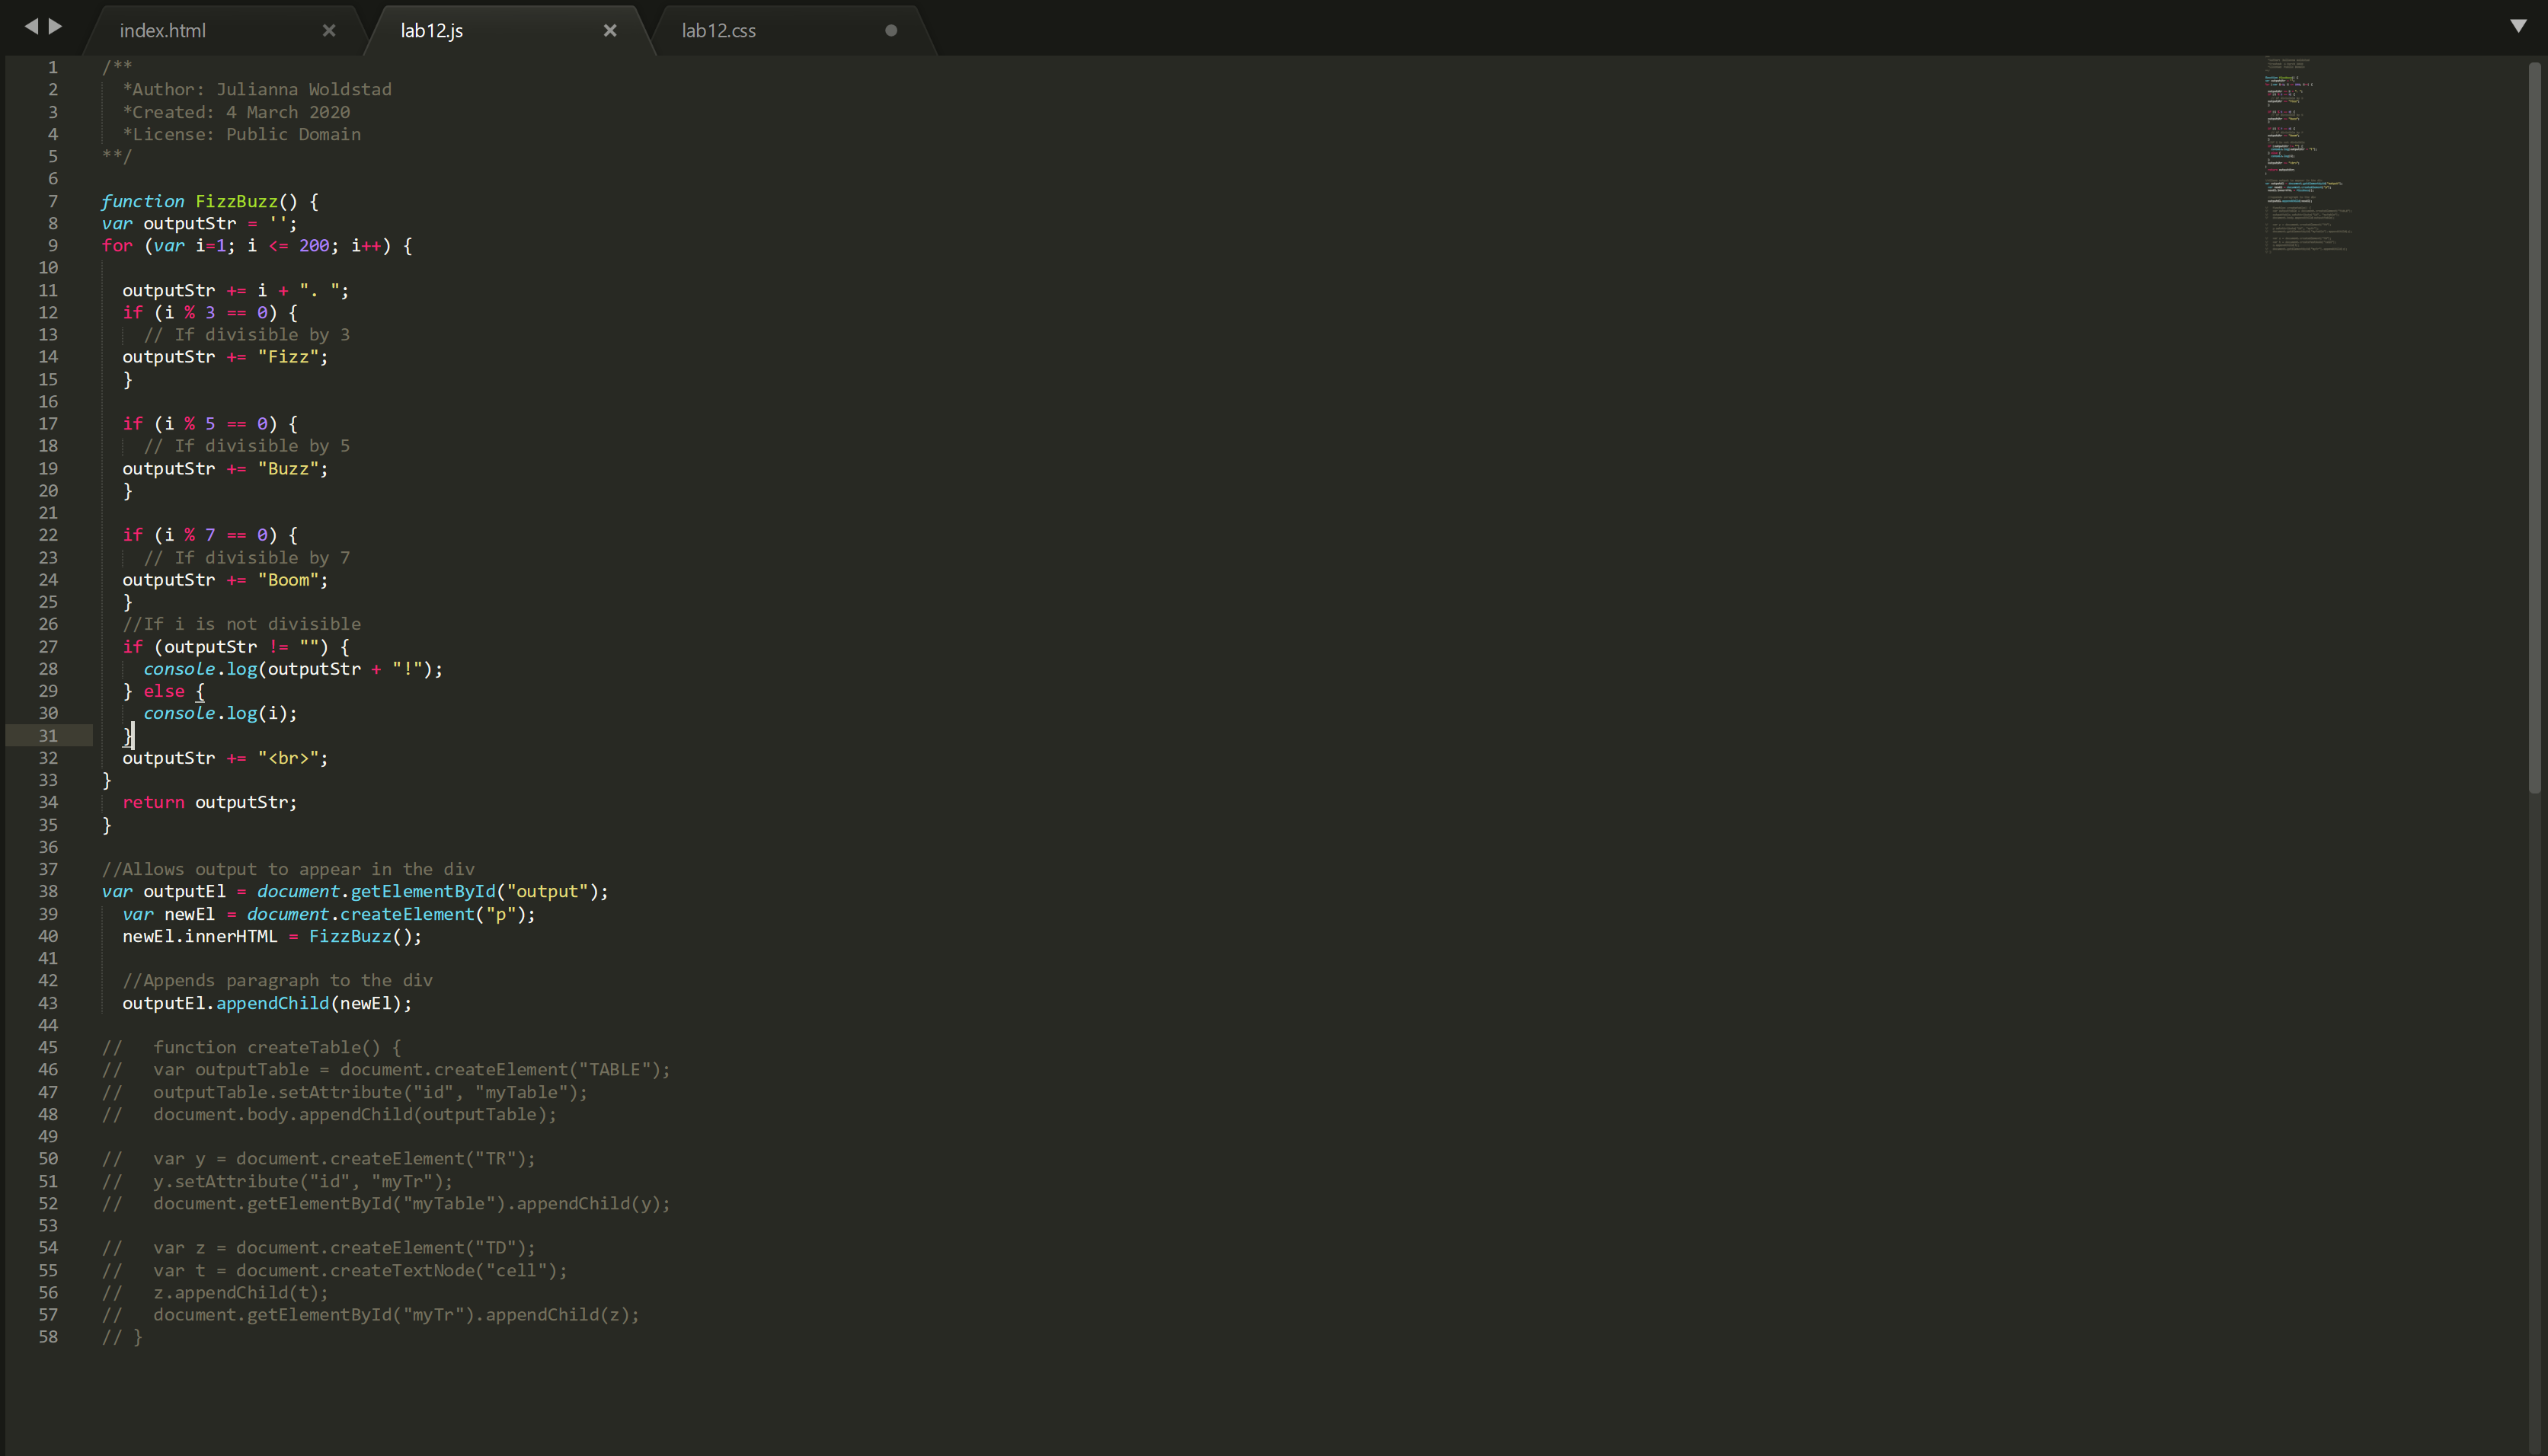 index.html × lab12.js × lab12.css
1 /**
2 *Author: Julianna Woldstad
3 *Created: 4 March 2020
4 *License: Public Domain
5 **/
6
7 function FizzBuzz() {
8 var outputStr = '';
9 for (var i=1; i <= 200; i++) {
10
11 outputStr += i + ". ";
12 if (i % 3 == 0) {
13 // If divisible by 3
14 outputStr += "Fizz";
15 }
16
17 if (i % 5 == 0) {
18 // If divisible by 5
19 outputStr += "Buzz";
20 }
21
22 if (i % 7 == 0) {
23 // If divisible by 7
24 outputStr += "Boom";
25 }
26 //If i is not divisible
27 if (outputStr != "") {
28 console.log(outputStr + "!");
29 } else {
30 console.log(i);
31 }
32 outputStr += "<br>";
33 }
34 return outputStr;
35 }
36
37 //Allows output to appear in the div
38 var outputEl = document.getElementById("output");
39 var newEl = document.createElement("p");
40 newEl.innerHTML = FizzBuzz();
41
42 //Appends paragraph to the div
43 outputEl.appendChild(newEl);
44
45 // function createTable() {
46 // var outputTable = document.createElement("TABLE");
47 // outputTable.setAttribute("id", "myTable");
48 // document.body.appendChild(outputTable);
49
50 // var y = document.createElement("TR");
51 // y.setAttribute("id", "myTr");
52 // document.getElementById("myTable").appendChild(y);
53
54 // var z = document.createElement("TD");
55 // var t = document.createTextNode("cell");
56 // z.appendChild(t);
57 // document.getElementById("myTr").appendChild(z);
58 // }